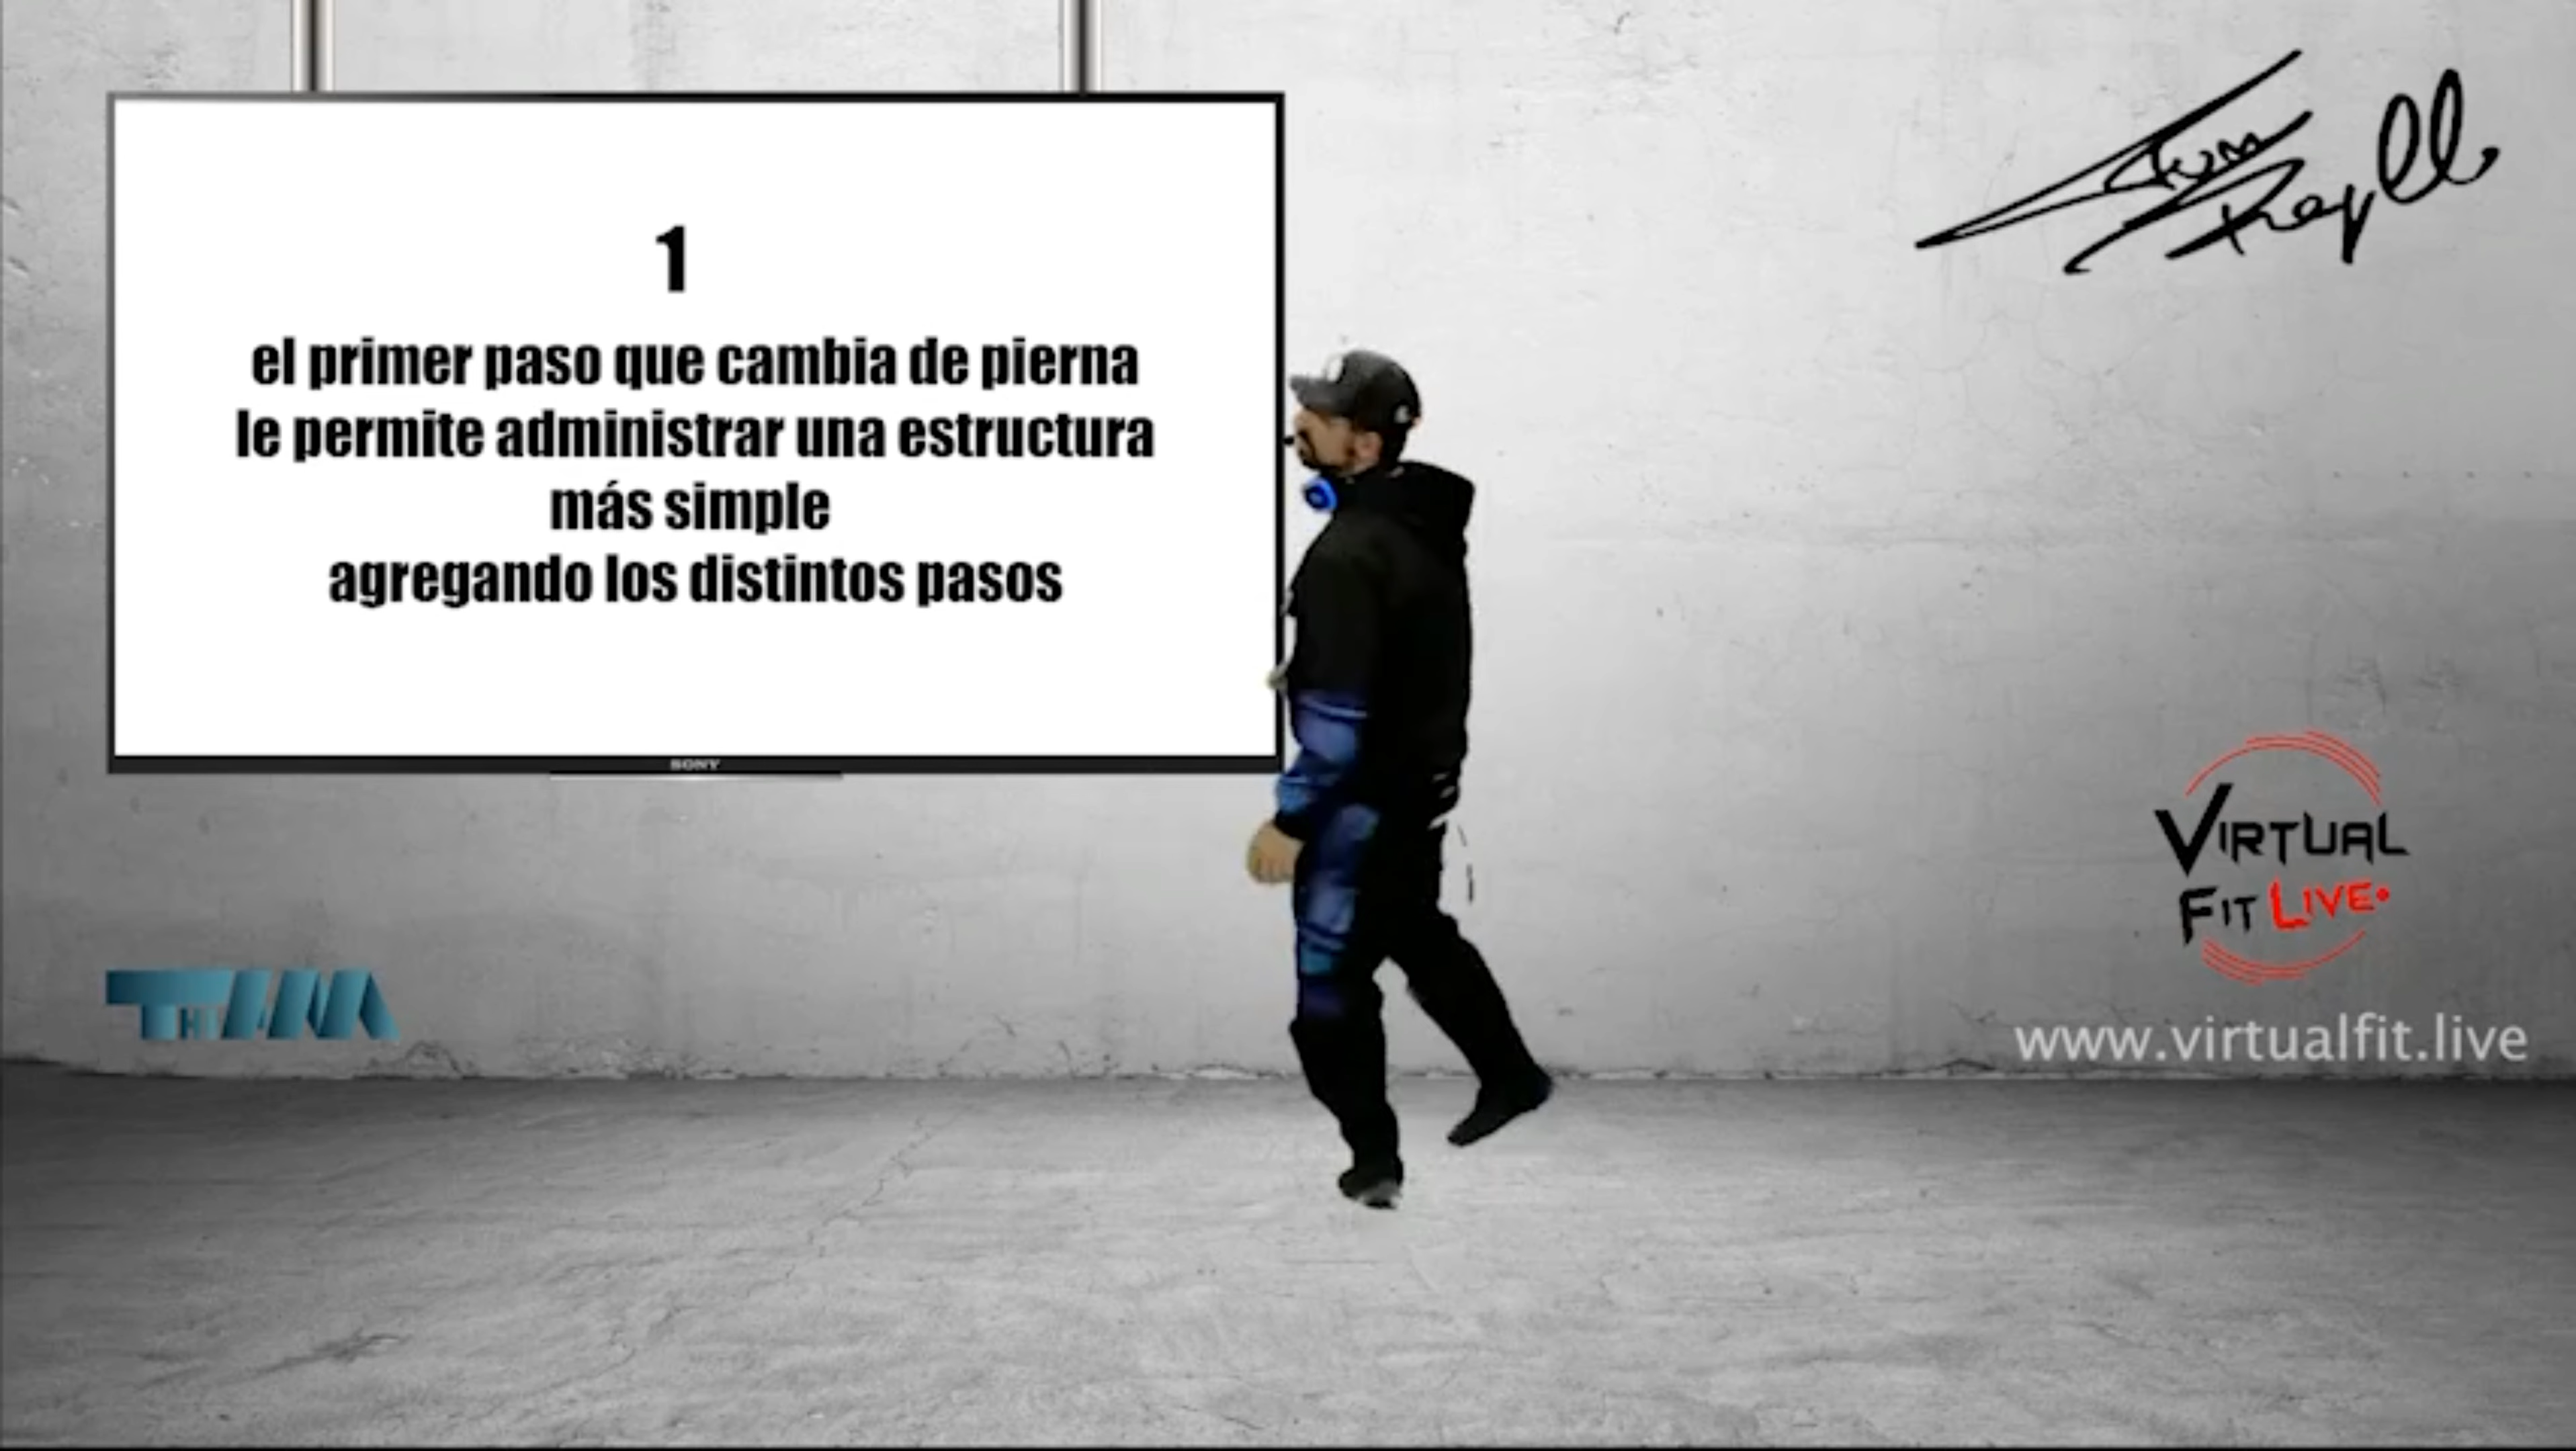 1
el primer paso que cambia de pierna
le permite administrar una estructura
más simple
agregando los distintos pasos
SONY
VIRTUAL
FIT LIVE
www.virtualfit.live